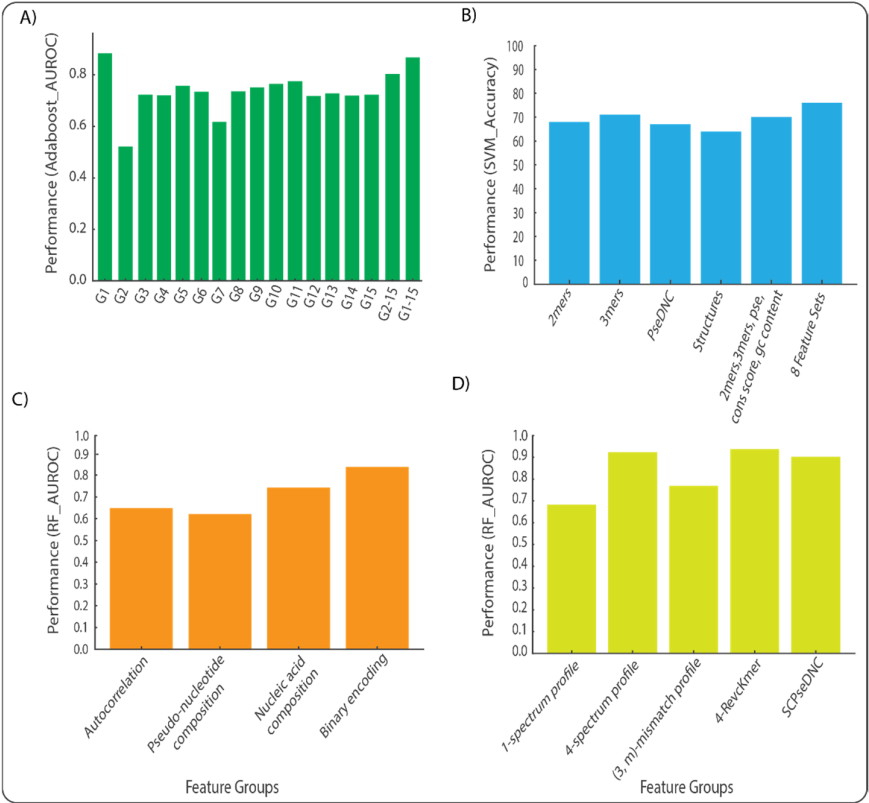 A)
Performance (Adaboost_AUROC)
0.8
0.6
0.4
0.2
0.0
G1
G2
G3
G4
G5
G6
G7
G8
G9
G10
G11
G12
G13
G14
G15
G2-15
G1-15
B)
Performance (SVM_Accuracy)
100
90
80
70
60
50
40
30
20
10
0
2mers
3mers
PseDNC
Structures
2mers,3mers, pse,
cons score, gc content
8 Feature Sets
C)
Performance (RF_AUROC)
1.0
0.9
0.8
0.7
0.6
0.5
0.4
0.3
0.2
0.1
0.0
Autocorrelation
Pseudo-nucleotide
composition
Nucleic acid
composition
Binary encoding
Feature Groups
D)
Performance (RF_AUROC)
1.0
0.9
0.8
0.7
0.6
0.5
0.4
0.3
0.2
0.1
0.0
1-spectrum profile
4-spectrum profile
(3, m)-mismatch profile
4-RevcKmer
SCPseDNC
Feature Groups